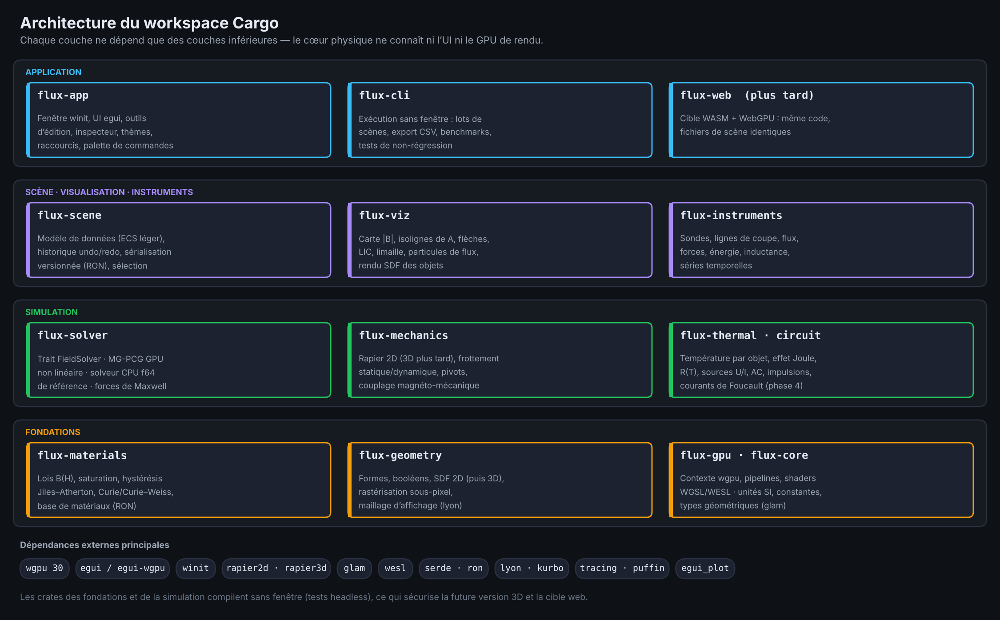 Architecture du workspace Cargo
Chaque couche ne dépend que des couches inférieures — le cœur physique ne connaît ni l’UI ni le GPU de rendu.
APPLICATION
flux-app
Fenêtre winit, UI egui, outils
d’édition, inspecteur, thèmes,
raccourcis, palette de commandes
flux-cli
Exécution sans fenêtre : lots de
scènes, export CSV, benchmarks,
tests de non-régression
flux-web (plus tard)
Cible WASM + WebGPU : même code,
fichiers de scène identiques
SCÈNE · VISUALISATION · INSTRUMENTS
flux-scene
Modèle de données (ECS léger),
historique undo/redo, sérialisation
versionnée (RON), sélection
flux-viz
Carte |B|, isolignes de A, flèches,
LIC, limaille, particules de flux,
rendu SDF des objets
flux-instruments
Sondes, lignes de coupe, flux,
forces, énergie, inductance,
séries temporelles
SIMULATION
flux-solver
Trait FieldSolver · MG-PCG GPU
non linéaire · solveur CPU f64
de référence · forces de Maxwell
flux-mechanics
Rapier 2D (3D plus tard), frottement
statique/dynamique, pivots,
couplage magnéto-mécanique
flux-thermal · circuit
Température par objet, effet Joule,
R(T), sources U/I, AC, impulsions,
courants de Foucault (phase 4)
FONDATIONS
flux-materials
Lois B(H), saturation, hystérésis
Jiles–Atherton, Curie/Curie–Weiss,
base de matériaux (RON)
flux-geometry
Formes, booléens, SDF 2D (puis 3D),
rastérisation sous-pixel,
maillage d’affichage (lyon)
flux-gpu · flux-core
Contexte wgpu, pipelines, shaders
WGSL/WESL · unités SI, constantes,
types géométriques (glam)
Dépendances externes principales
wgpu 30
egui / egui-wgpu
winit
rapier2d · rapier3d
glam
wesl
serde · ron
lyon · kurbo
tracing · puffin
egui_plot
Les crates des fondations et de la simulation compilent sans fenêtre (tests headless), ce qui sécurise la future version 3D et la cible web.